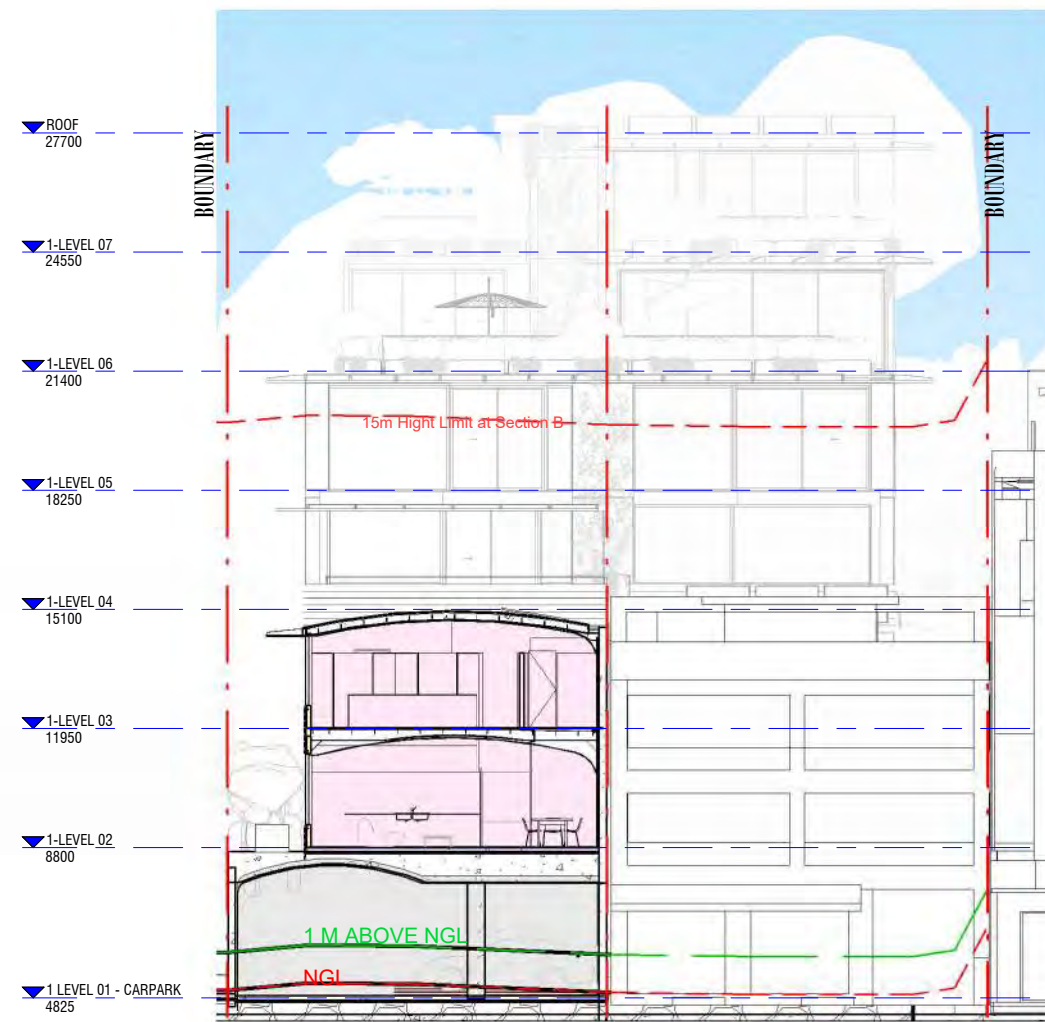 ROOF
27700
BOUNDARY
BOUNDARY
1-LEVEL 07
24550
1-LEVEL 06
21400
15m Hight Limit at Section B
1-LEVEL 05
18250
1-LEVEL 04
15100
1-LEVEL 03
11950
1-LEVEL 02
8800
1 M ABOVE NGL
NGL
1 LEVEL 01 - CARPARK
4825